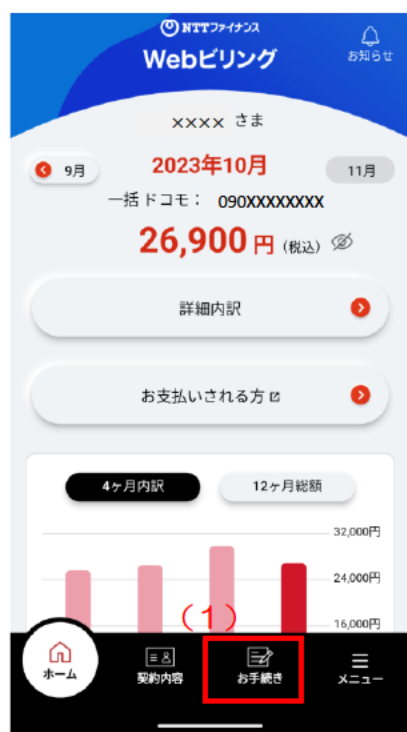 NTTファイナンス
Webビリング
お知らせ
xxxx さま
9月
2023年10月
11月
一括ドコモ： 090XXXXXXXX
26,900 円 (税込)
詳細内訳
お支払いされる方
4ヶ月内訳
12ヶ月総額
32,000円
24,000円
16,000円
(1)
ホーム
契約内容
お手続き
メニュー